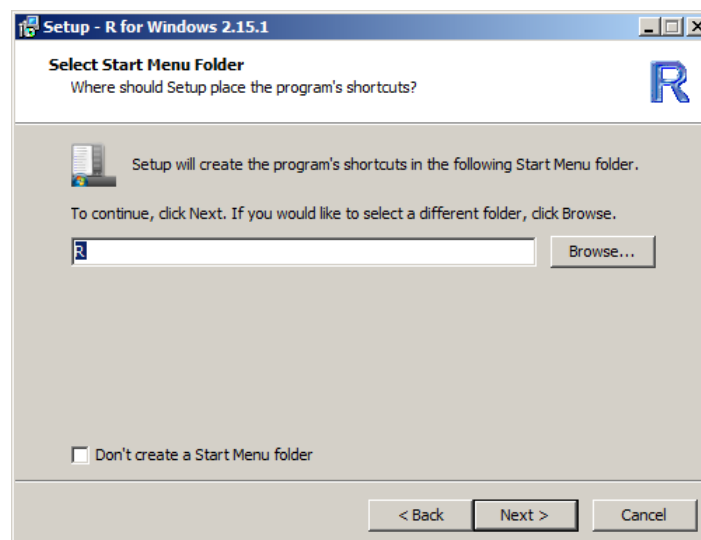 Setup - R for Windows 2.15.1
Select Start Menu Folder
Where should Setup place the program's shortcuts?
R
Setup will create the program's shortcuts in the following Start Menu folder.
To continue, click Next. If you would like to select a different folder, click Browse.
R
Browse...
Don't create a Start Menu folder
< Back
Next >
Cancel